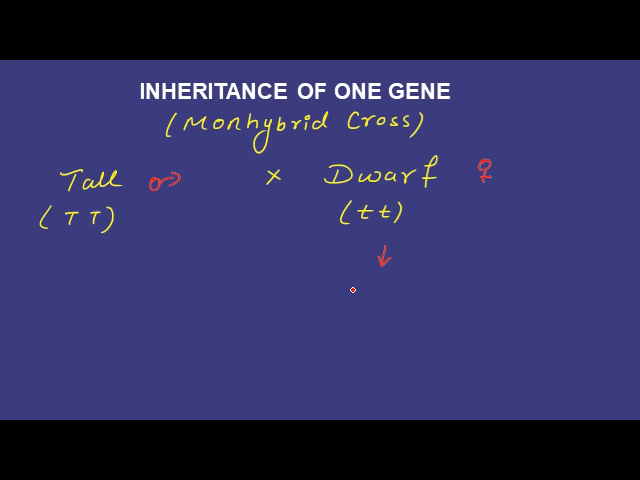 INHERITANCE OF ONE GENE
(Monhybrid Cross)
Tall ♂ × Dwarf ♀
(TT) (tt)
↓